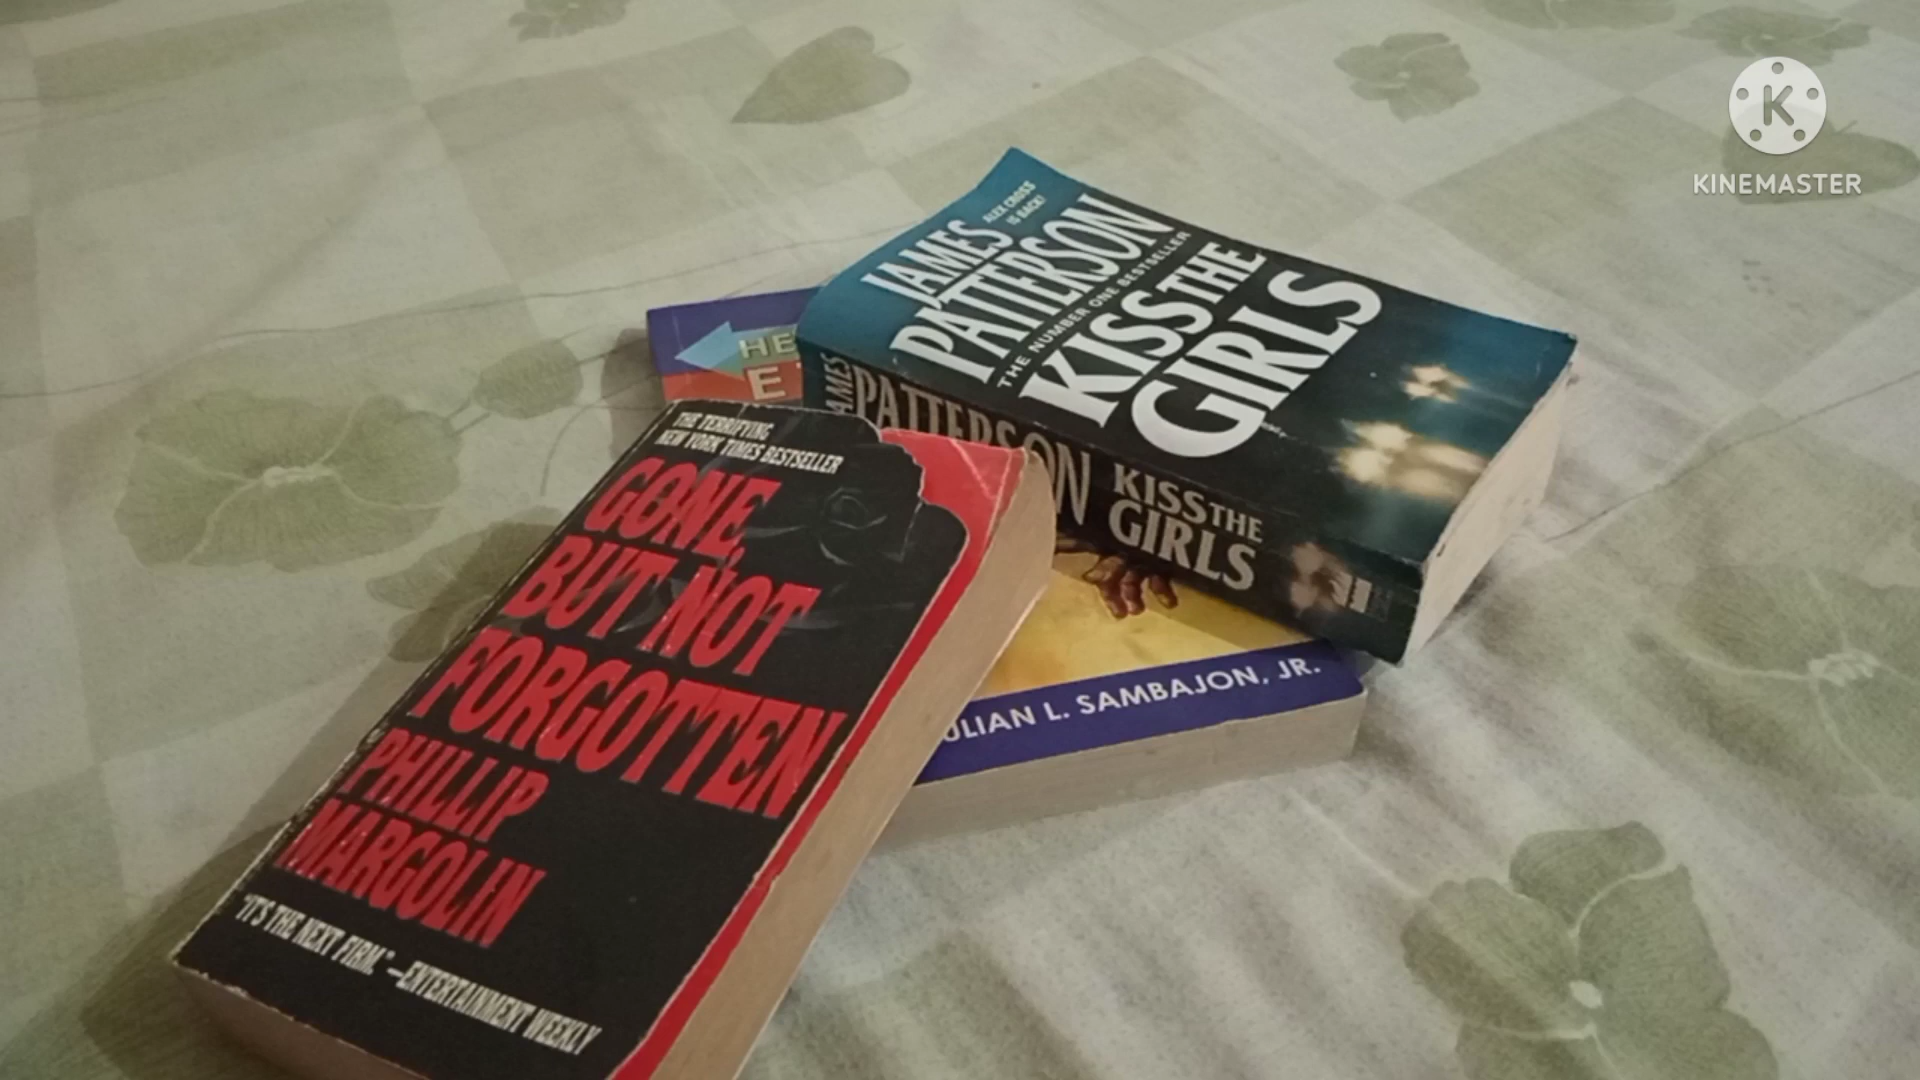 K
KINEMASTER
JAMES
PATTERSON
ALEX CROSS
IS BACK!
THE NUMBER ONE BESTSELLER
KISS THE
GIRLS
PATTERSON
KISS THE
GIRLS
THE TERRIFYING
NEW YORK TIMES BESTSELLER
GONE,
BUT NOT
FORGOTTEN
PHILLIP
MARGOLIN
"IT'S THE NEXT FIRM." —ENTERTAINMENT WEEKLY
L. SAMBAJON, JR.